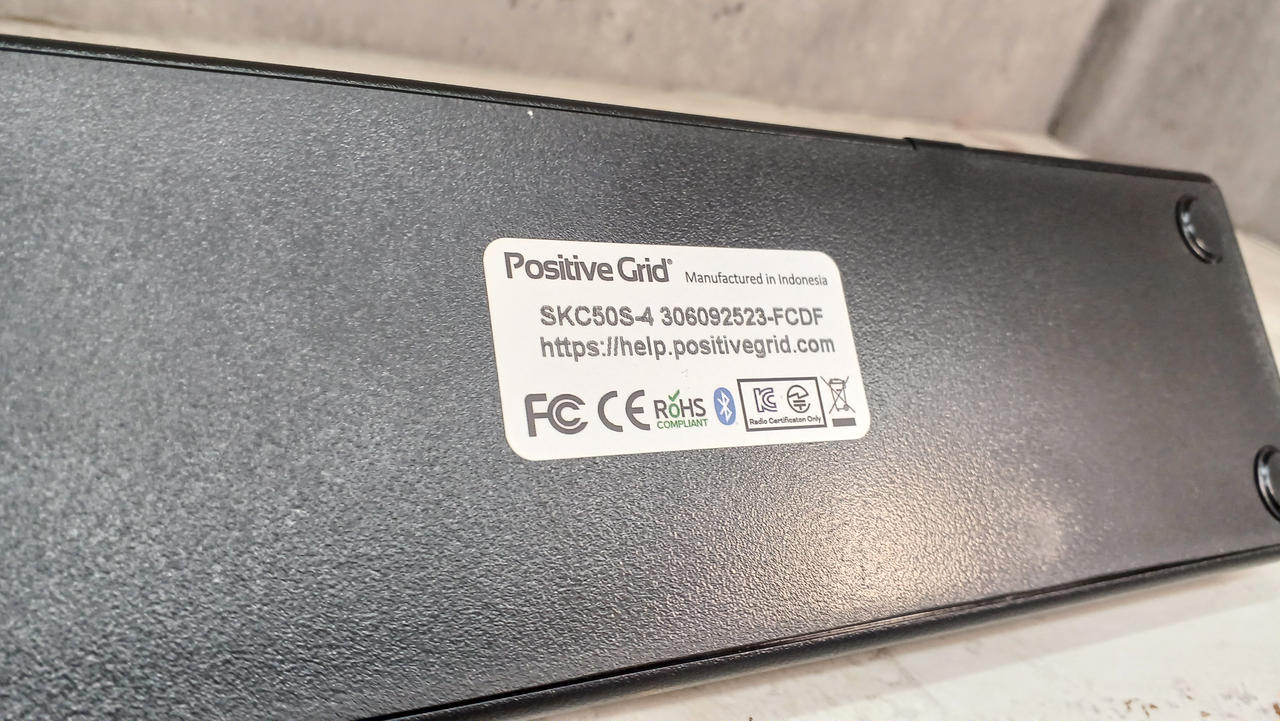 Positive Grid® Manufactured in Indonesia
SKC50S-4 306092523-FCDF
https://help.positivegrid.com
FC CE RoHS
COMPLIANT
Radio Certificaton Only